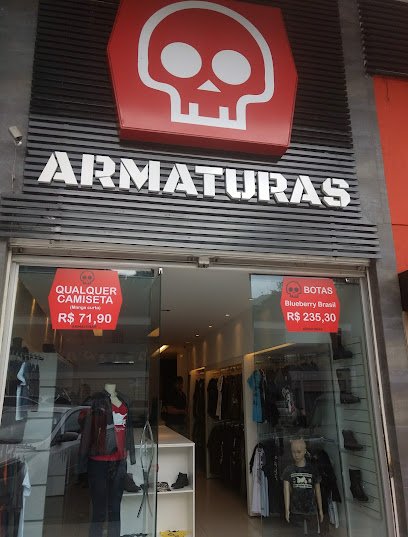 ARMATURAS
QUALQUER
CAMISETA
(Manga curta)
R$ 71,90
BOTAS
Blueberry Brasil
R$ 235,30